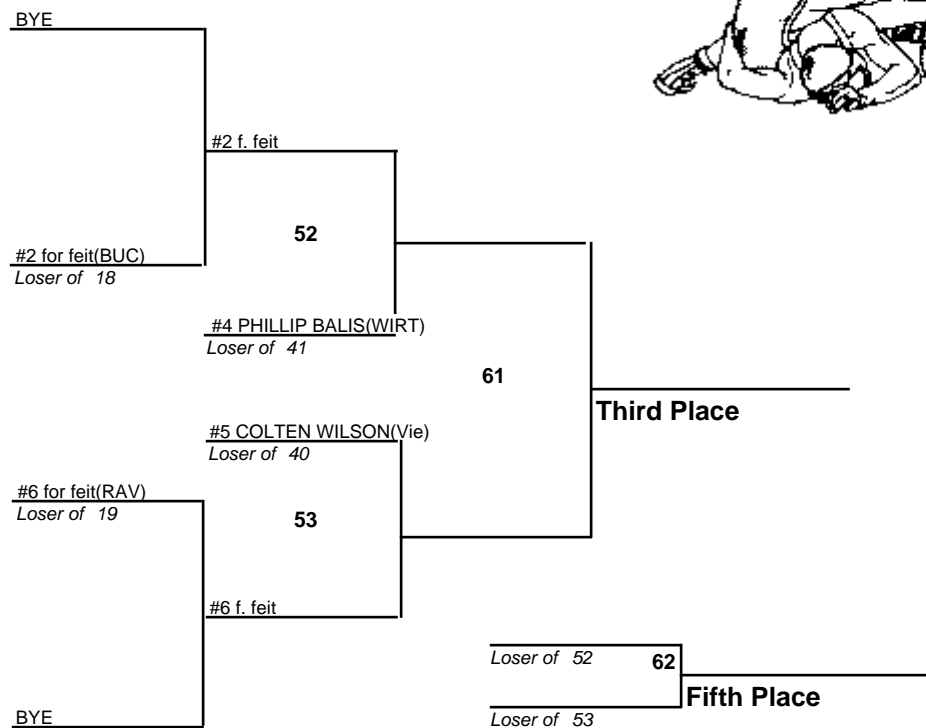 BYE
#2 f. feit
52
#2 for feit(BUC)
Loser of 18
#4 PHILLIP BALIS(WIRT)
Loser of 41
61
Third Place
#5 COLTEN WILSON(Vie)
Loser of 40
#6 for feit(RAV)
Loser of 19
53
#6 f. feit
Loser of 52
62
Fifth Place
BYE
Loser of 53